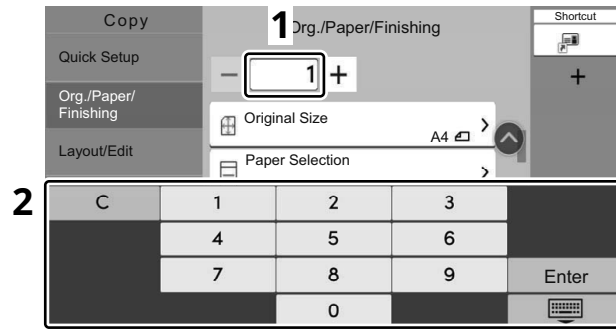 Copy
1
Org./Paper/Finishing
Shortcut
Quick Setup
1
Org./Paper/
Finishing
Original Size
A4
Layout/Edit
Paper Selection
2
C 1 2 3
4 5 6
7 8 9 Enter
0